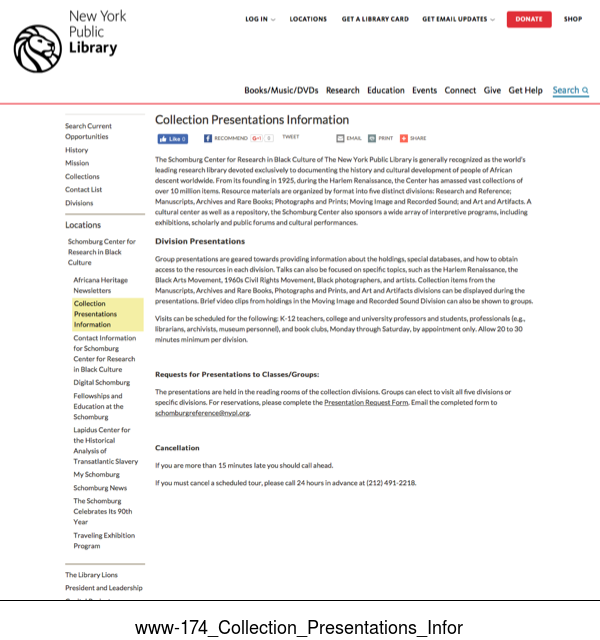 New York
Public
Library
LOG IN
LOCATIONS
GET A LIBRARY CARD
GET EMAIL UPDATES
DONATE
SHOP
Books/Music/DVDs
Research
Education
Events
Connect
Give
Get Help
Search
Search Current
Opportunities
History
Mission
Collections
Contact List
Divisions
Locations
Schomburg Center for
Research in Black
Culture
Africana Heritage
Newsletters
Collection
Presentations
Information
Contact Information
for Schomburg
Center for Research
in Black Culture
Digital Schomburg
Fellowships and
Education at the
Schomburg
Lapidus Center for
the Historical
Analysis of
Transatlantic Slavery
My Schomburg
Schomburg News
The Schomburg
Celebrates Its 90th
Year
Traveling Exhibition
Program
The Library Lions
President and Leadership
Collection Presentations Information
Like 0
RECOMMEND
G+1
0
TWEET
EMAIL
PRINT
SHARE
The Schomburg Center for Research in Black Culture of The New York Public Library is generally recognized as the world's
leading research library devoted exclusively to documenting the history and cultural development of people of African
descent worldwide. From its founding in 1925, during the Harlem Renaissance, the Center has amassed vast collections of
over 10 million items. Resource materials are organized by format into five distinct divisions: Research and Reference;
Manuscripts, Archives and Rare Books; Photographs and Prints; Moving Image and Recorded Sound; and Art and Artifacts. A
cultural center as well as a repository, the Schomburg Center also sponsors a wide array of interpretive programs, including
exhibitions, scholarly and public forums and cultural performances.
Division Presentations
Group presentations are geared towards providing information about the holdings, special databases, and how to obtain
access to the resources in each division. Talks can also be focused on specific topics, such as the Harlem Renaissance, the
Black Arts Movement, 1960s Civil Rights Movement, Black photographers, and artists. Collection items from the
Manuscripts, Archives and Rare Books, Photographs and Prints, and Art and Artifacts divisions can be displayed during the
presentations. Brief video clips from holdings in the Moving Image and Recorded Sound Division can also be shown to groups.
Visits can be scheduled for the following: K-12 teachers, college and university professors and students, professionals (e.g.,
librarians, archivists, museum personnel), and book clubs, Monday through Saturday, by appointment only. Allow 20 to 30
minutes minimum per division.
Requests for Presentations to Classes/Groups:
The presentations are held in the reading rooms of the collection divisions. Groups can elect to visit all five divisions or
specific divisions. For reservations, please complete the Presentation Request Form. Email the completed form to
schomburgreference@nypl.org.
Cancellation
If you are more than 15 minutes late you should call ahead.
If you must cancel a scheduled tour, please call 24 hours in advance at (212) 491-2218.
www-174_Collection_Presentations_Infor